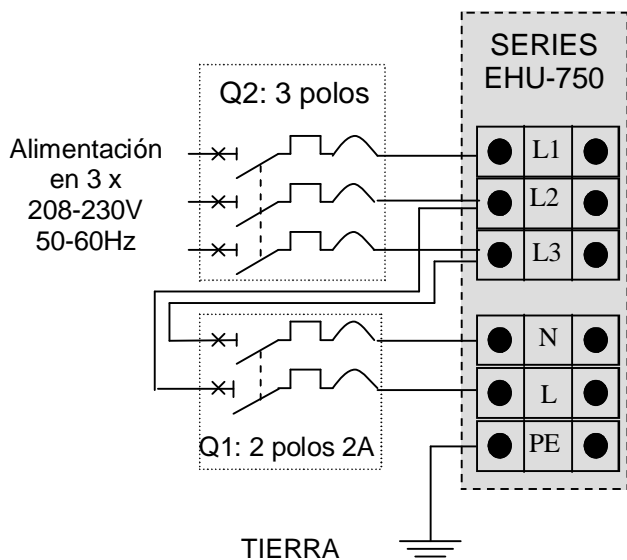 SERIES
EHU-750
Q2: 3 polos
Alimentación
en 3 x
208-230V
50-60Hz
L1
L2
L3
N
L
PE
Q1: 2 polos 2A
TIERRA